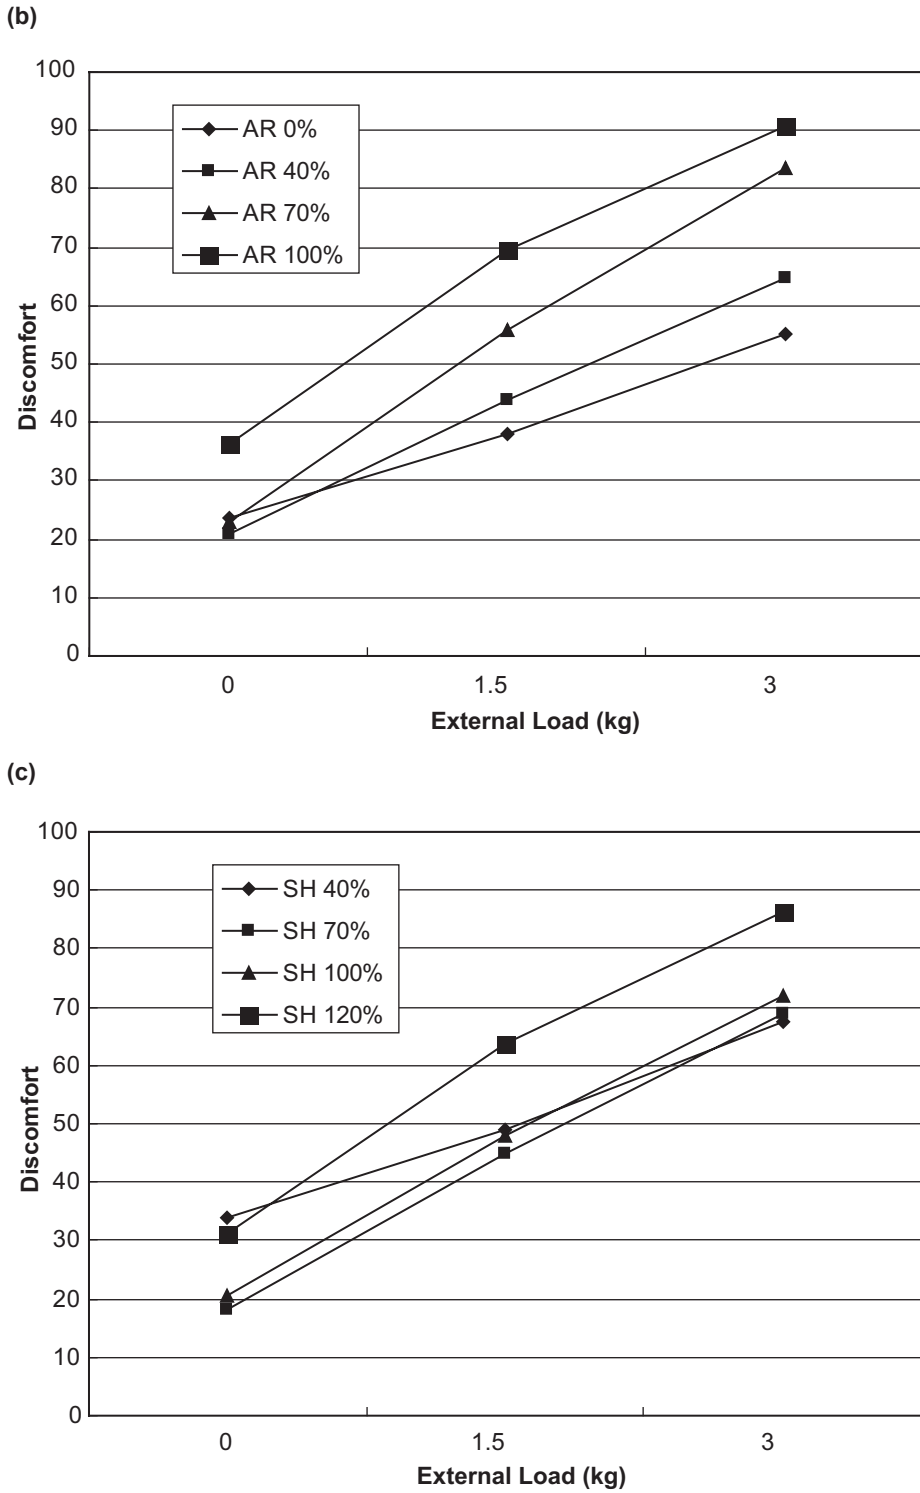 (b)
100
90
80
70
60
50
40
30
20
10
0
Discomfort
AR 0%
AR 40%
AR 70%
AR 100%
0 1.5 3
External Load (kg)
(c)
100
90
80
70
60
50
40
30
20
10
0
Discomfort
SH 40%
SH 70%
SH 100%
SH 120%
0 1.5 3
External Load (kg)